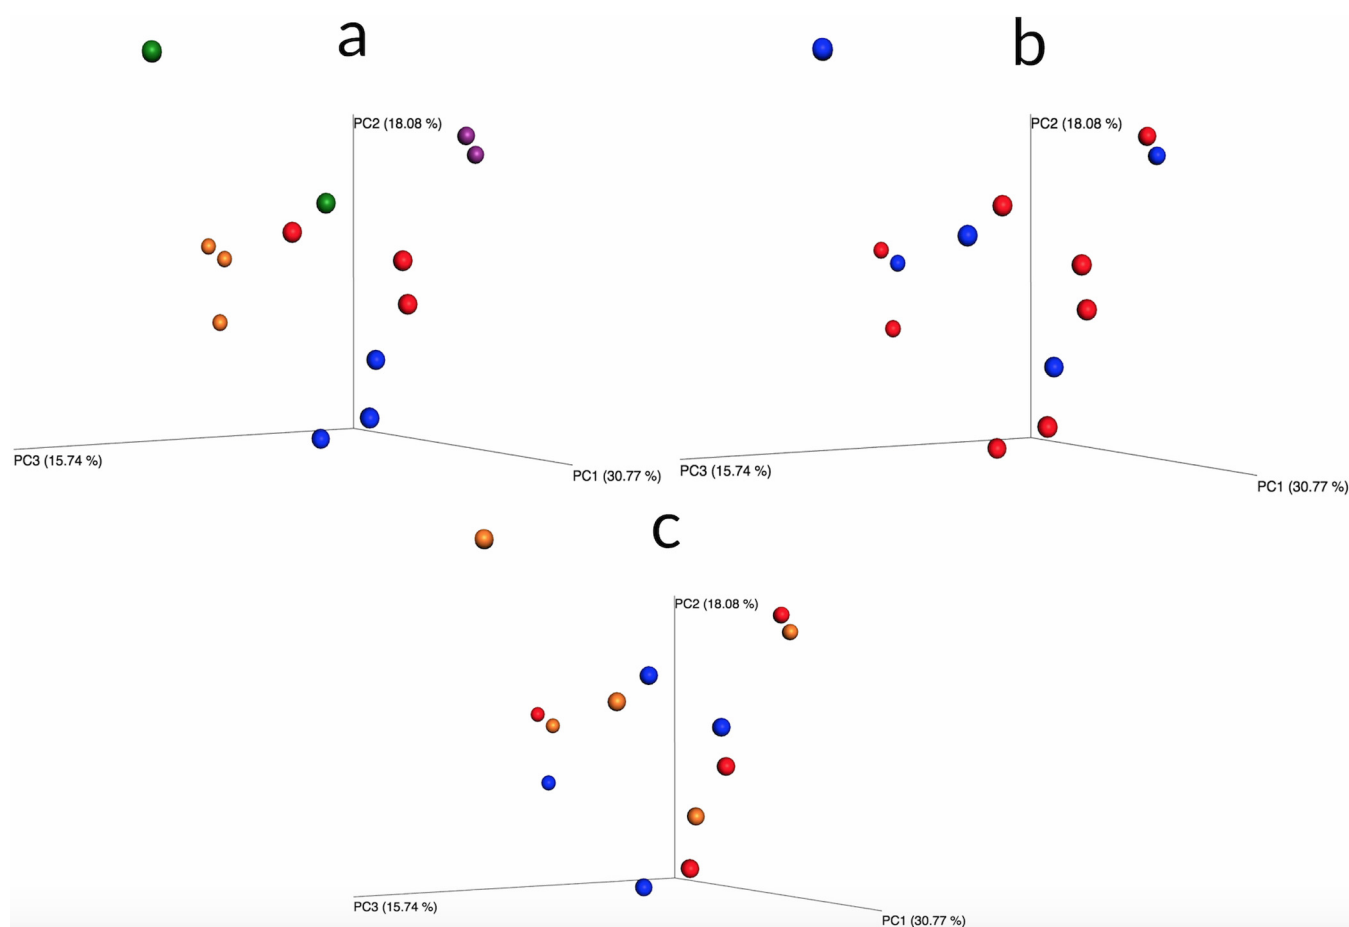 a
b
PC2 (18.08 %)
PC2 (18.08 %)
PC3 (15.74 %)
PC1 (30.77 %)
PC3 (15.74 %)
PC1 (30.77 %)
c
PC2 (18.08 %)
PC3 (15.74 %)
PC1 (30.77 %)